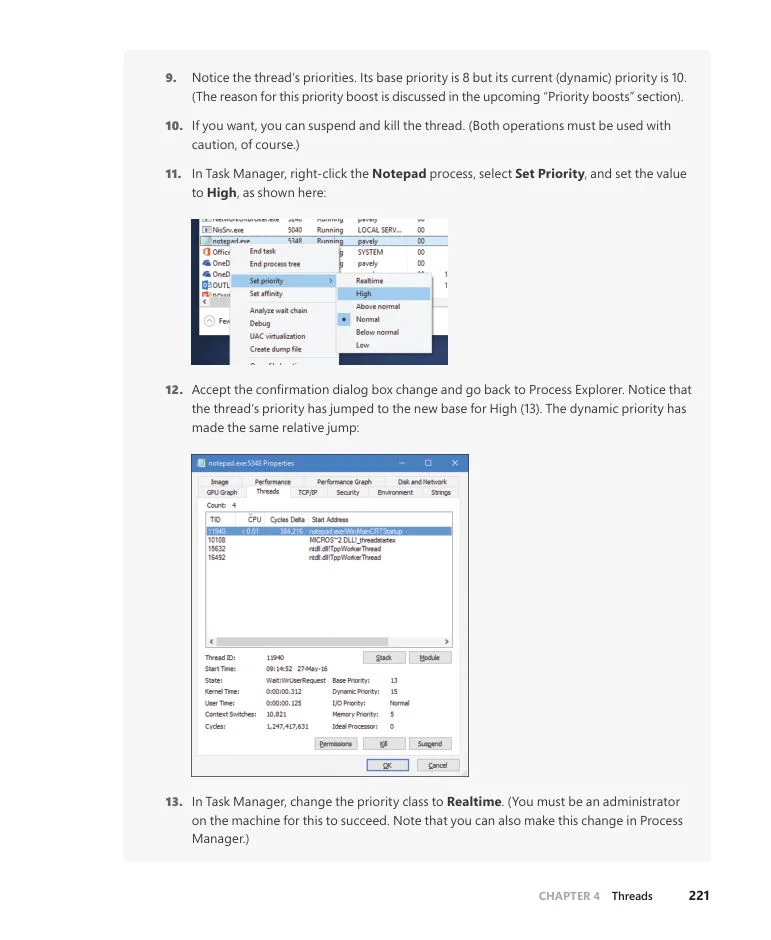 9. Notice the thread’s priorities. Its base priority is 8 but its current (dynamic) priority is 10.
(The reason for this priority boost is discussed in the upcoming “Priority boosts” section).
10. If you want, you can suspend and kill the thread. (Both operations must be used with
caution, of course.)
11. In Task Manager, right-click the Notepad process, select Set Priority, and set the value
to High, as shown here:
NisSrv.exe 5040 Running LOCAL SERV... 00
notepad.exe 5348 Running pavely 00
Office End task g SYSTEM 00
OneD End process tree g pavely 00 1
OneD
OUTL Set priority > Realtime 1
Set affinity High
Analyze wait chain Above normal
Few Debug Normal
UAC virtualization Below normal
Create dump file Low
12. Accept the confirmation dialog box change and go back to Process Explorer. Notice that
the thread’s priority has jumped to the new base for High (13). The dynamic priority has
made the same relative jump:
notepad.exe:5348 Properties
Image Performance Performance Graph Disk and Network
GPU Graph Threads TCP/IP Security Environment Strings
Count: 4
TID CPU Cycles Delta Start Address
11940 < 0.01 384,216 notepad.exe!WinMainCRTStartup
10108 MICROS~2.DLL!_threadstartex
15632 ntdll.dll!TppWorkerThread
16492 ntdll.dll!TppWorkerThread
Thread ID: 11940 Stack Module
Start Time: 09:14:52 27-May-16
State: Wait:WrUserRequest Base Priority: 13
Kernel Time: 0:00:00.312 Dynamic Priority: 15
User Time: 0:00:00.125 I/O Priority: Normal
Context Switches: 10,821 Memory Priority: 5
Cycles: 1,247,417,631 Ideal Processor: 0
Permissions Kill Suspend
OK Cancel
13. In Task Manager, change the priority class to Realtime. (You must be an administrator
on the machine for this to succeed. Note that you can also make this change in Process
Manager.)
CHAPTER 4 Threads 221